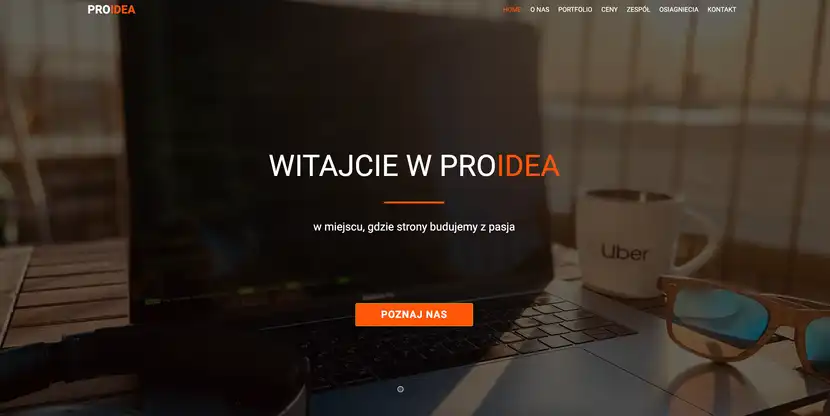 PROIDEA
HOME O NAS PORTFOLIO CENY ZESPÓŁ OSIAGNIECIA KONTAKT
WITAJCIE W PROIDEA
w miejscu, gdzie strony budujemy z pasja
Uber
POZNAJ NAS